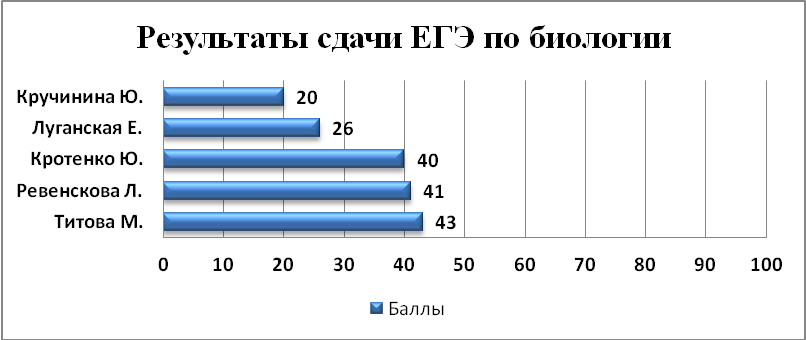 Результаты сдачи ЕГЭ по биологии
Кручинина Ю. 20
Луганская Е. 26
Кротенко Ю. 40
Ревенскова Л. 41
Титова М. 43
0 10 20 30 40 50 60 70 80 90 100
Баллы